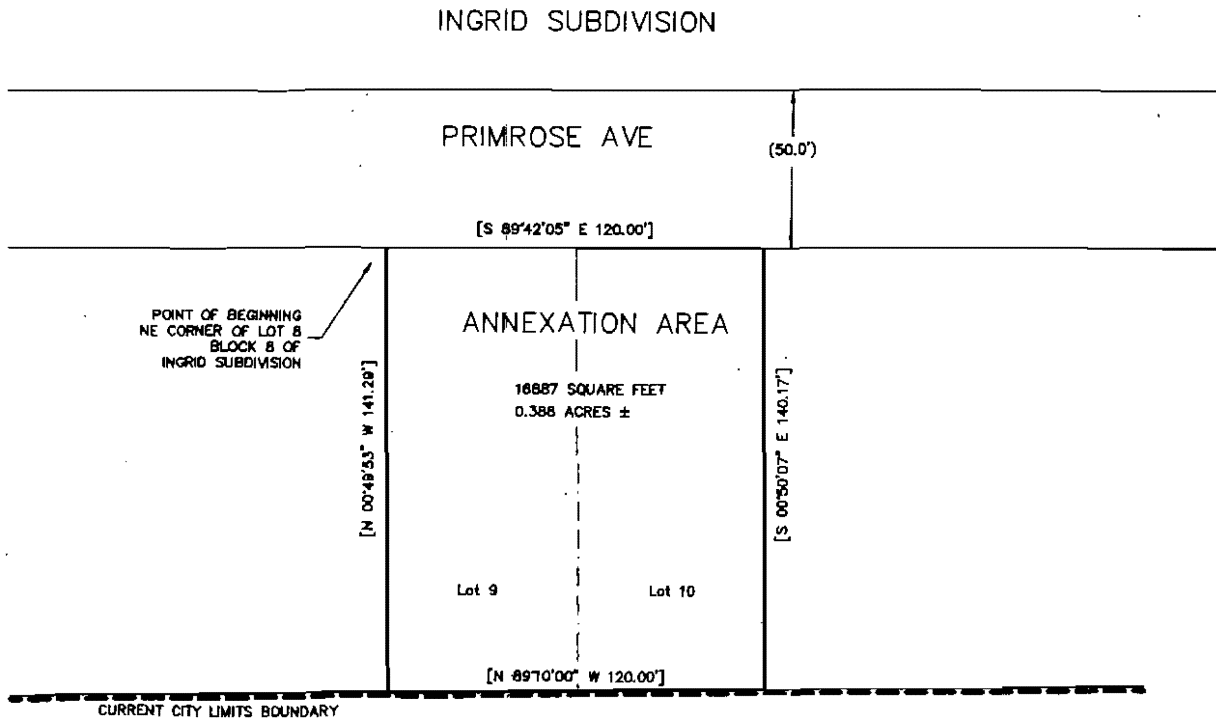 INGRID SUBDIVISION
PRIMROSE AVE
(50.0')
[S 89°42'05" E 120.00']
POINT OF BEGINNING
NE CORNER OF LOT 8
BLOCK 8 OF
INGRID SUBDIVISION
ANNEXATION AREA
16887 SQUARE FEET
0.388 ACRES ±
[N 00°49'53" W 141.29']
[S 00°50'07" E 140.17']
Lot 9
Lot 10
[N 89°10'00" W 120.00']
CURRENT CITY LIMITS BOUNDARY